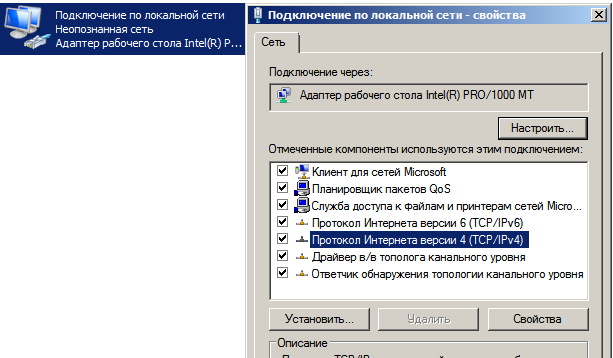 Подключение по локальной сети
Неопознанная сеть
Адаптер рабочего стола Intel(R) P...
Подключение по локальной сети - свойства
Сеть
Подключение через:
Адаптер рабочего стола Intel(R) PRO/1000 MT
Настроить...
Отмеченные компоненты используются этим подключением:
Клиент для сетей Microsoft
Планировщик пакетов QoS
Служба доступа к файлам и принтерам сетей Micro...
Протокол Интернета версии 6 (TCP/IPv6)
Протокол Интернета версии 4 (TCP/IPv4)
Драйвер в/в тополога канального уровня
Ответчик обнаружения топологии канального уровня
Установить...
Удалить
Свойства
Описание